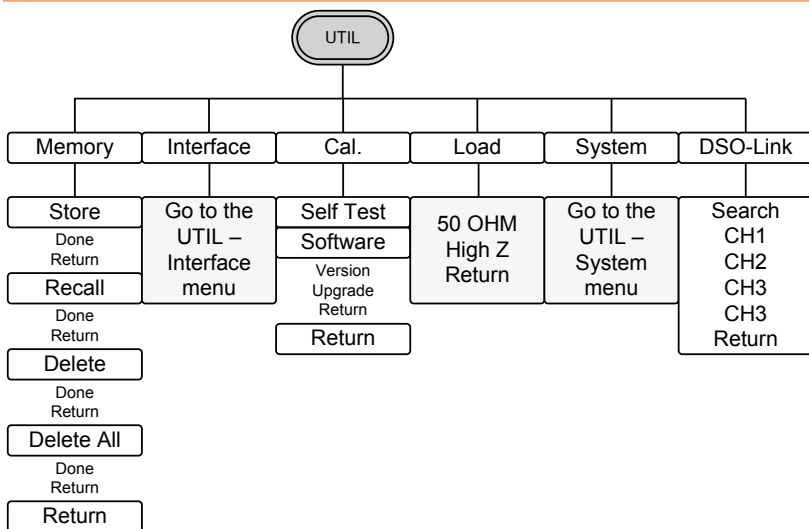 UTIL
Memory
Interface
Cal.
Load
System
DSO-Link
Store
Done
Return
Recall
Done
Return
Delete
Done
Return
Delete All
Done
Return
Return
Go to the
UTIL –
Interface
menu
Self Test
Software
Version
Upgrade
Return
Return
50 OHM
High Z
Return
Go to the
UTIL –
System
menu
Search
CH1
CH2
CH3
CH3
Return